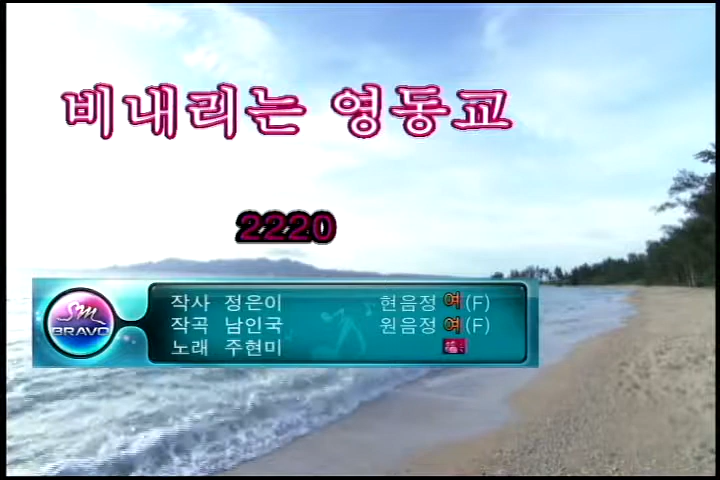 비내리는 영동교
2220
SM
BRAVO
작사 정은이 현음정 여(F)
작곡 남인국 원음정 여(F)
노래 주현미